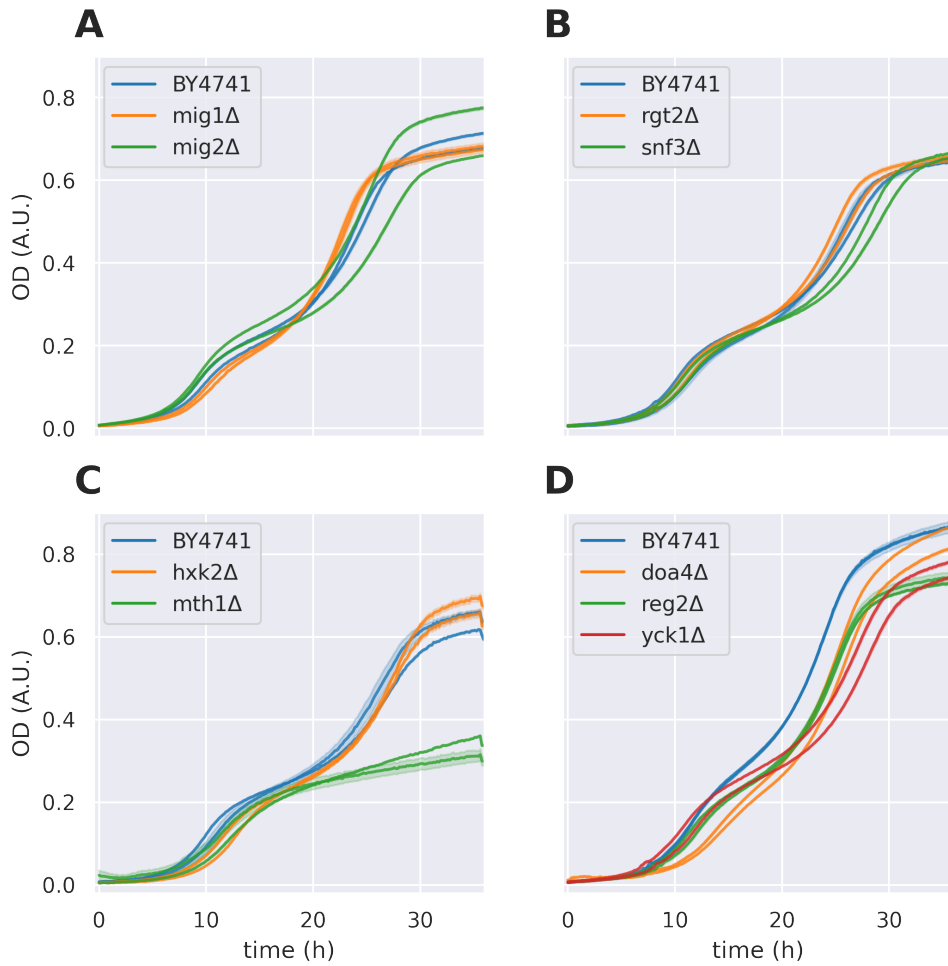 A
BY4741
mig1Δ
mig2Δ
0.8
0.6
0.4
0.2
0.0
OD (A.U.)
B
BY4741
rgt2Δ
snf3Δ
C
BY4741
hxk2Δ
mth1Δ
0.8
0.6
0.4
0.2
0.0
OD (A.U.)
0 10 20 30
time (h)
D
BY4741
doa4Δ
reg2Δ
yck1Δ
0 10 20 30
time (h)